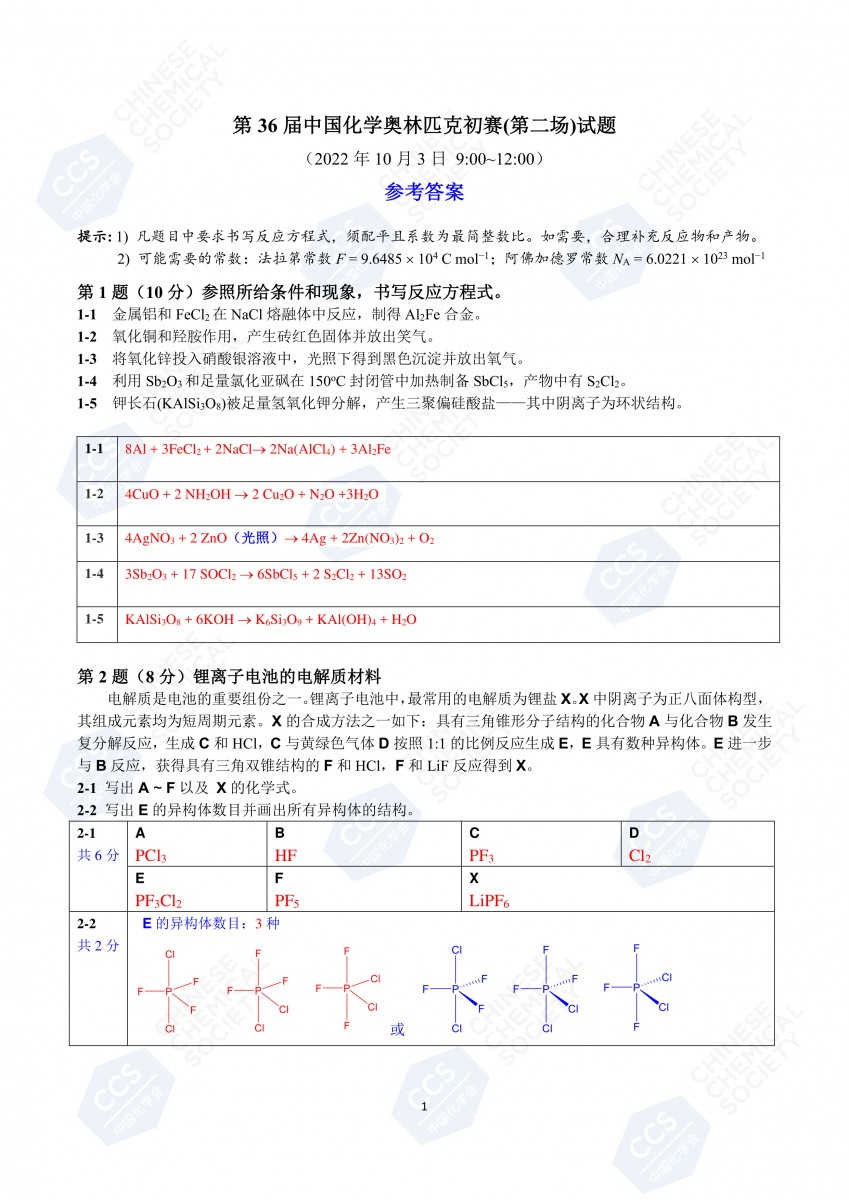 第 36 届中国化学奥林匹克初赛(第二场)试题
（2022 年 10 月 3 日 9:00~12:00）
参考答案
提示: 1) 凡题目中要求书写反应方程式，须配平且系数为最简整数比。如需要，合理补充反应物和产物。
2) 可能需要的常数：法拉第常数 F = 9.6485 × 10⁴ C mol⁻¹；阿佛加德罗常数 N_A = 6.0221 × 10²³ mol⁻¹
第 1 题（10 分）参照所给条件和现象，书写反应方程式。
1-1 金属铝和 FeCl₂ 在 NaCl 熔融体中反应，制得 Al₂Fe 合金。
1-2 氧化铜和羟胺作用，产生砖红色固体并放出笑气。
1-3 将氧化锌投入硝酸银溶液中，光照下得到黑色沉淀并放出氧气。
1-4 利用 Sb₂O₃ 和足量氯化亚砜在 150ºC 封闭管中加热制备 SbCl₅，产物中有 S₂Cl₂。
1-5 钾长石(KAlSi₃O₈)被足量氢氧化钾分解，产生三聚偏硅酸盐——其中阴离子为环状结构。
1-1 8Al + 3FeCl₂ + 2NaCl→ 2Na(AlCl₄) + 3Al₂Fe
1-2 4CuO + 2 NH₂OH → 2 Cu₂O + N₂O +3H₂O
1-3 4AgNO₃ + 2 ZnO（光照）→ 4Ag + 2Zn(NO₃)₂ + O₂
1-4 3Sb₂O₃ + 17 SOCl₂ → 6SbCl₅ + 2 S₂Cl₂ + 13SO₂
1-5 KAlSi₃O₈ + 6KOH → K₆Si₃O₉ + KAl(OH)₄ + H₂O
第 2 题（8 分）锂离子电池的电解质材料
电解质是电池的重要组份之一。锂离子电池中，最常用的电解质为锂盐 X。X 中阴离子为正八面体构型，
其组成元素均为短周期元素。X 的合成方法之一如下：具有三角锥形分子结构的化合物 A 与化合物 B 发生
复分解反应，生成 C 和 HCl，C 与黄绿色气体 D 按照 1:1 的比例反应生成 E，E 具有数种异构体。E 进一步
与 B 反应，获得具有三角双锥结构的 F 和 HCl，F 和 LiF 反应得到 X。
2-1 写出 A ~ F 以及 X 的化学式。
2-2 写出 E 的异构体数目并画出所有异构体的结构。
2-1 A B C D
共 6 分 PCl₃ HF PF₃ Cl₂
E F X
PF₃Cl₂ PF₅ LiPF₆
2-2 E 的异构体数目：3 种
共 2 分
Cl F F Cl F F
F P F F P F F P Cl F P F F P F F P Cl
F Cl Cl F Cl Cl
Cl Cl F 或 Cl Cl F
1
CCS 中国化学会 CHINESE CHEMICAL SOCIETY